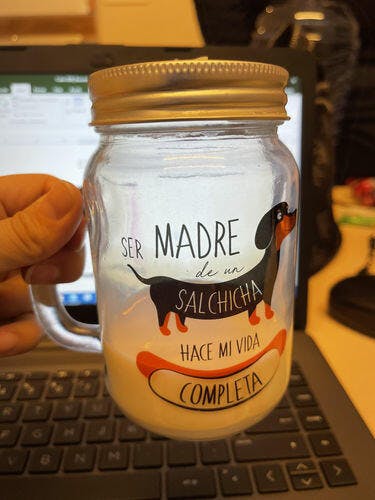 SER MADRE
de un
SALCHICHA
HACE MI VIDA
COMPLETA